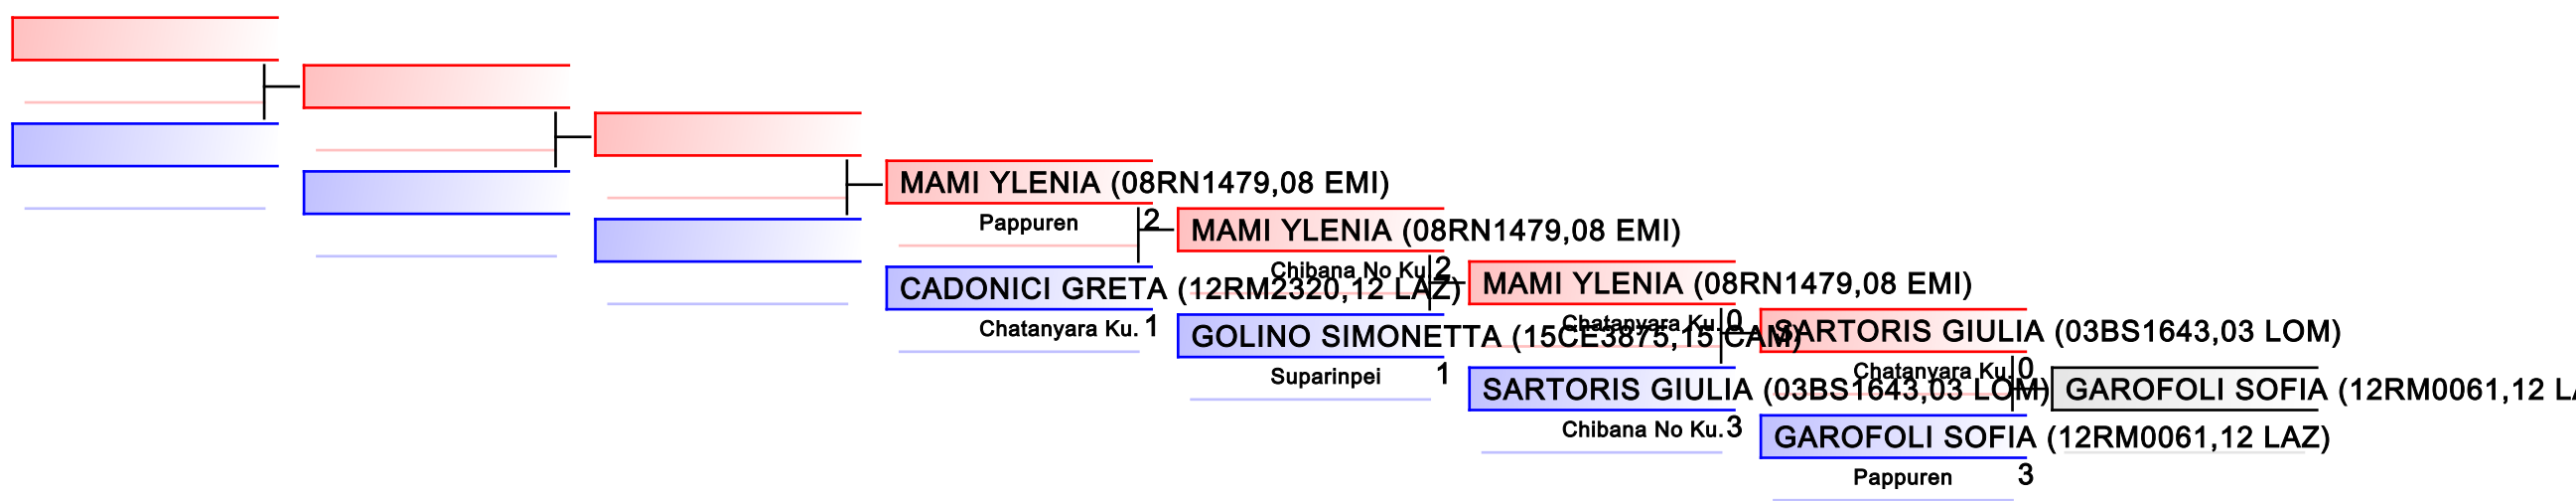 MAMI YLENIA (08RN1479,08 EMI)
Pappuren 2
CADONICI GRETA (12RM2320,12 LAZ)
Chatanyara Ku. 1
MAMI YLENIA (08RN1479,08 EMI)
Chibana No Ku. 2
GOLINO SIMONETTA (15CE3875,15 CAM)
Suparinpei 1
MAMI YLENIA (08RN1479,08 EMI)
Chatanyara Ku. 0
SARTORIS GIULIA (03BS1643,03 LOM)
Chibana No Ku. 3
SARTORIS GIULIA (03BS1643,03 LOM)
Chatanyara Ku. 0
GAROFOLI SOFIA (12RM0061,12 LAZ)
Pappuren 3
GAROFOLI SOFIA (12RM0061,12 LA